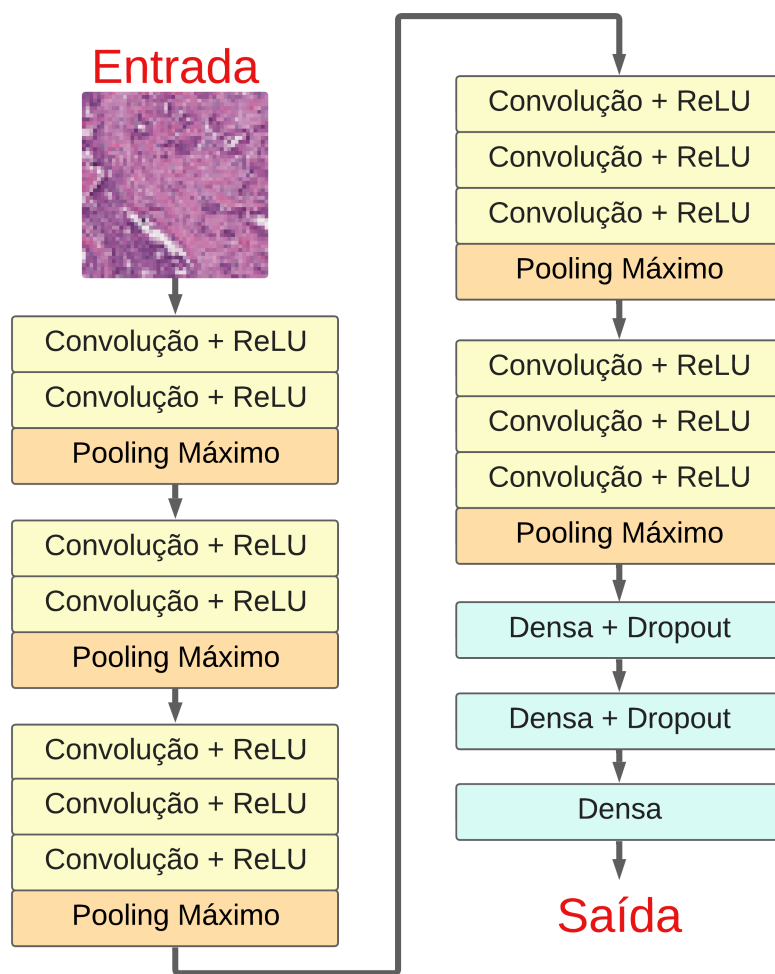 Entrada
Convolução + ReLU
Convolução + ReLU
Pooling Máximo
Convolução + ReLU
Convolução + ReLU
Pooling Máximo
Convolução + ReLU
Convolução + ReLU
Convolução + ReLU
Pooling Máximo
Convolução + ReLU
Convolução + ReLU
Convolução + ReLU
Pooling Máximo
Convolução + ReLU
Convolução + ReLU
Convolução + ReLU
Pooling Máximo
Densa + Dropout
Densa + Dropout
Densa
Saída